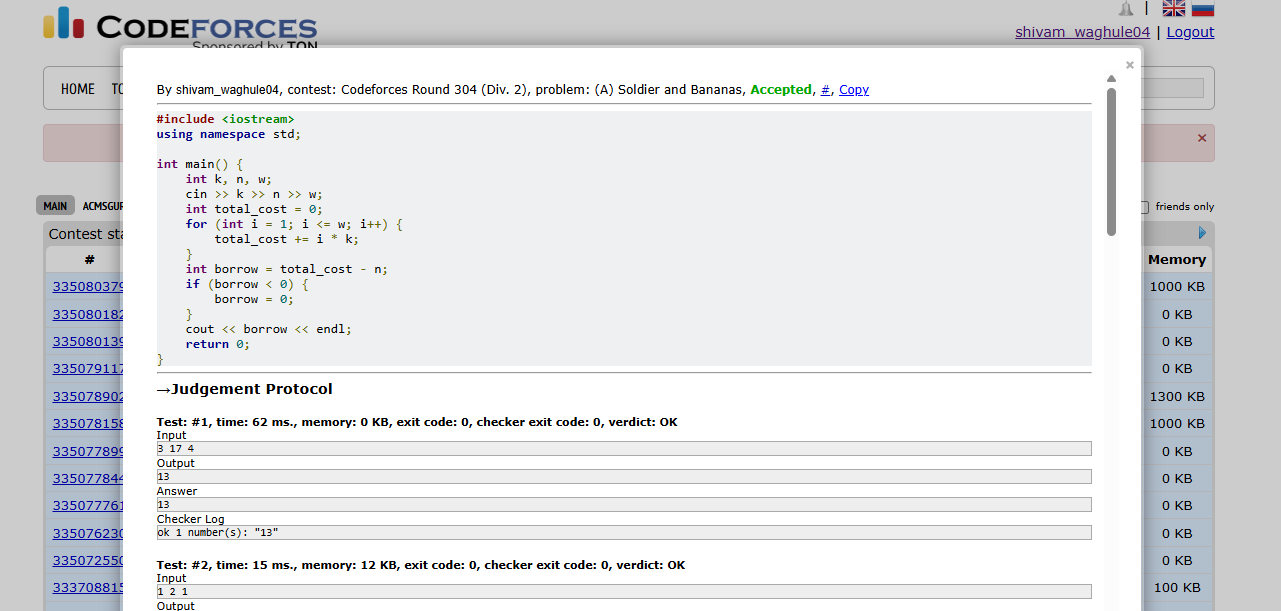 CODEFORCES
Sponsored by TON
shivam_waghule04 | Logout
HOME
×
By shivam_waghule04, contest: Codeforces Round 304 (Div. 2), problem: (A) Soldier and Bananas, Accepted, #, Copy
#include <iostream>
using namespace std;
int main() {
int k, n, w;
cin >> k >> n >> w;
int total_cost = 0;
for (int i = 1; i <= w; i++) {
total_cost += i * k;
}
int borrow = total_cost - n;
if (borrow < 0) {
borrow = 0;
}
cout << borrow << endl;
return 0;
}
→Judgement Protocol
Test: #1, time: 62 ms., memory: 0 KB, exit code: 0, checker exit code: 0, verdict: OK
Input
3 17 4
Output
13
Answer
13
Checker Log
ok 1 number(s): "13"
Test: #2, time: 15 ms., memory: 12 KB, exit code: 0, checker exit code: 0, verdict: OK
Input
1 2 1
Output
×
MAIN ACMSGUR
friends only
Contest sta
# Memory
335080379 1000 KB
335080182 0 KB
335080139 0 KB
335079117 0 KB
335078902 1300 KB
335078158 1000 KB
335077899 0 KB
335077844 0 KB
335077761 0 KB
335076230 0 KB
335072550 0 KB
333708815 100 KB